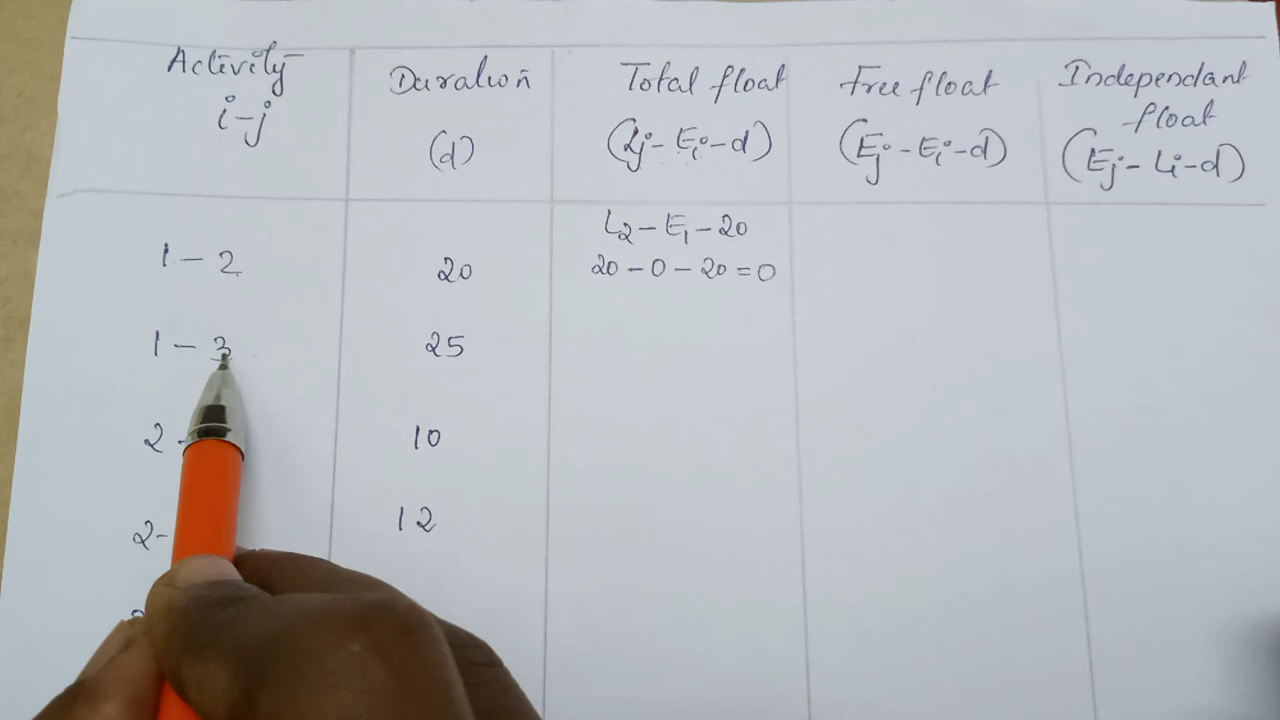 Activity
i-j
Duration
(d)
Total float
(Lj - Ei - d)
Free float
(Ej - Ei - d)
Independant
float
(Ej - Li - d)
1 - 2
20
L2 - E1 - 20
20 - 0 - 20 = 0
1 - 3
25
2 -
10
2-
12